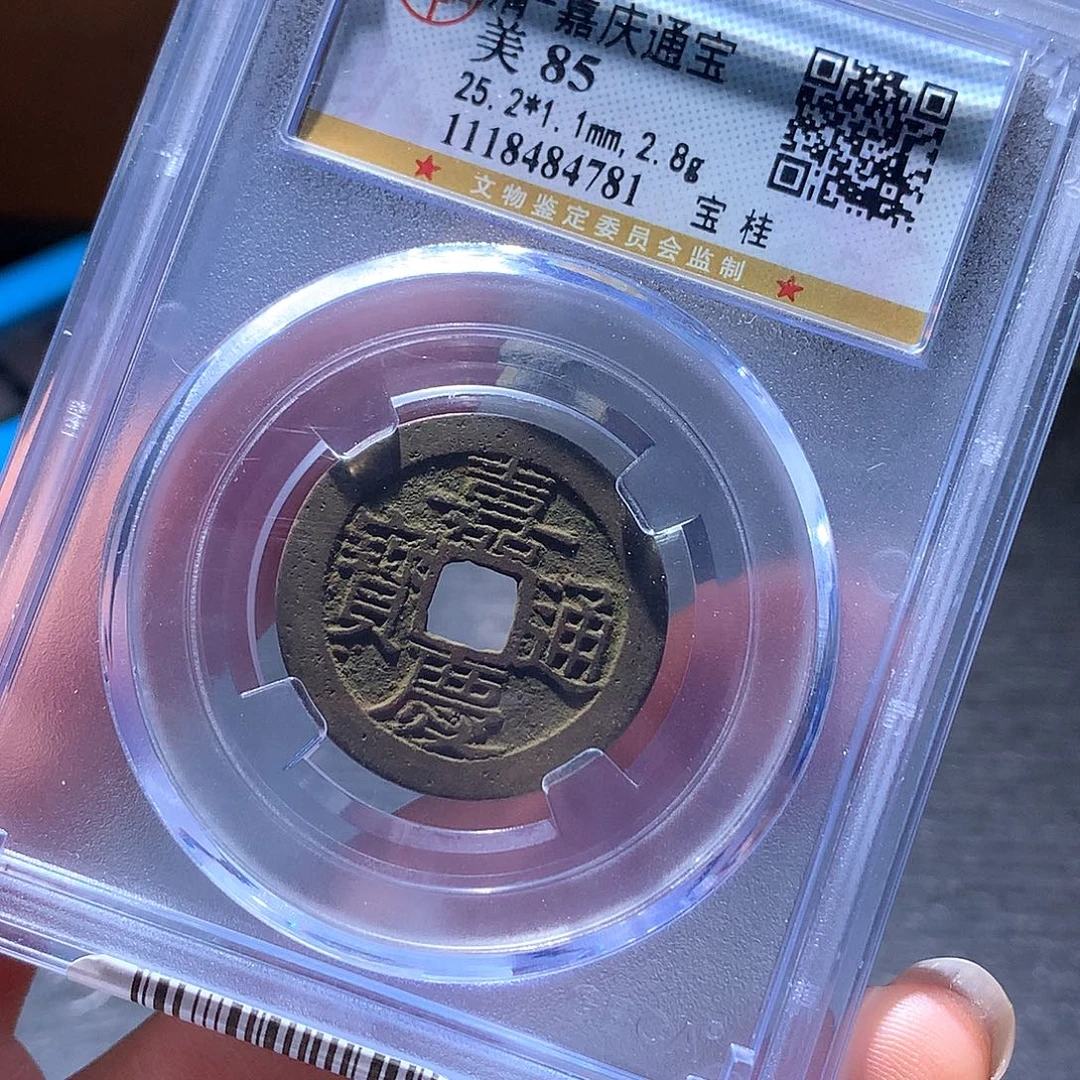 清-嘉庆通宝
美 85
25.2*1.1mm, 2.8g
1118484781 宝桂
文物鉴定委员会监制
嘉
寶 通
慶